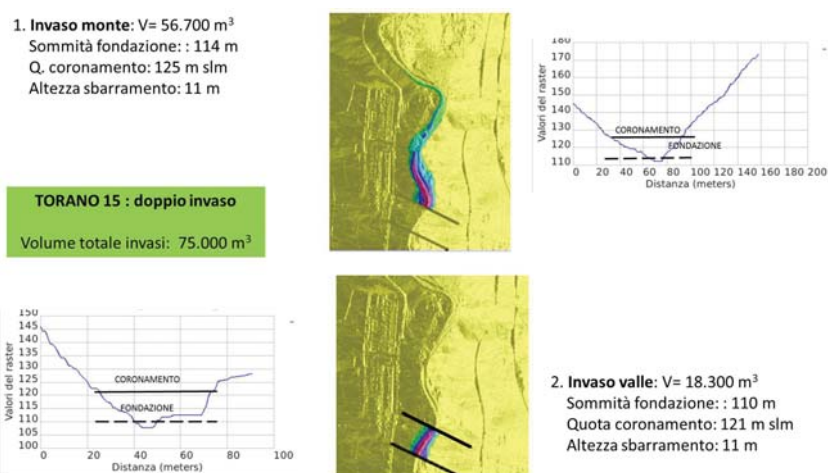 1. Invaso monte: V= 56.700 m³
Sommità fondazione: : 114 m
Q. coronamento: 125 m slm
Altezza sbarramento: 11 m
180
170
160
150
140
130
120
110
Valori del raster
CORONAMENTO
FONDAZIONE
0 20 40 60 80 100 120 140 160 180 200
Distanza (meters)
TORANO 15 : doppio invaso
Volume totale invasi: 75.000 m³
150
145
140
135
130
125
120
115
110
105
100
Valori del raster
CORONAMENTO
FONDAZIONE
0 20 40 60 80 100
Distanza (meters)
2. Invaso valle: V= 18.300 m³
Sommità fondazione: : 110 m
Quota coronamento: 121 m slm
Altezza sbarramento: 11 m